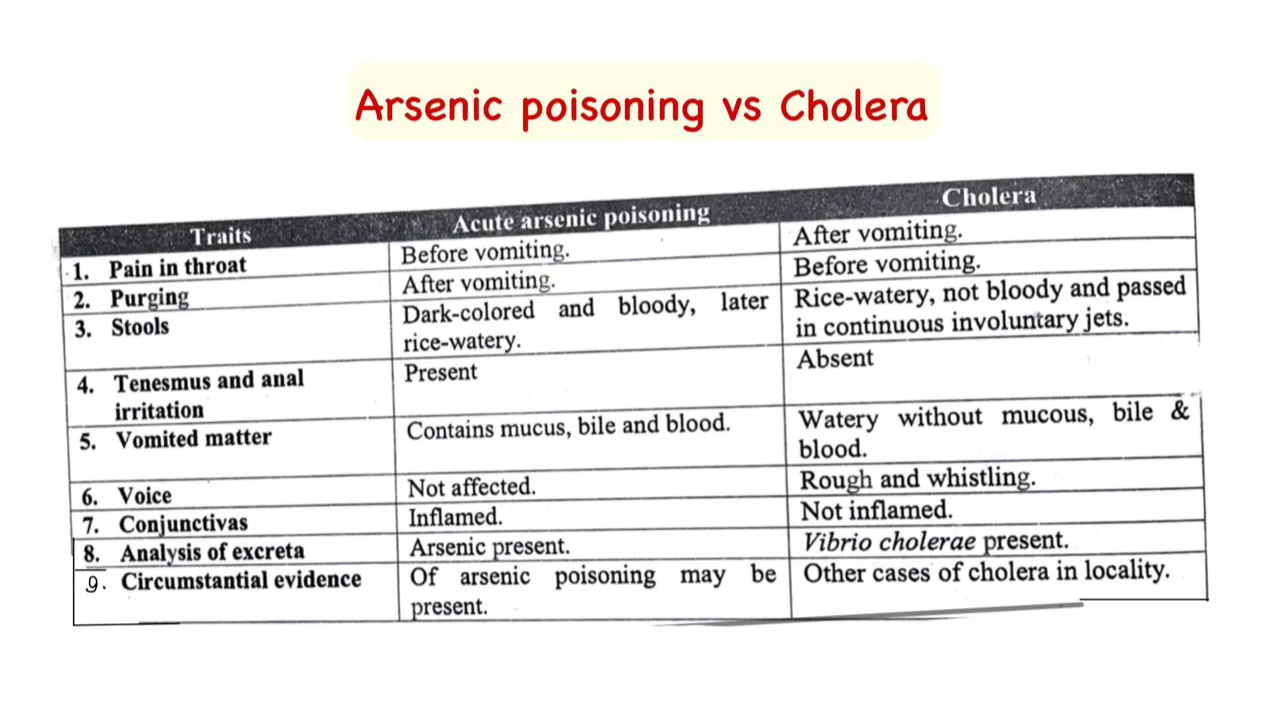 Arsenic poisoning vs Cholera
Traits Acute arsenic poisoning Cholera
1. Pain in throat Before vomiting. After vomiting.
2. Purging After vomiting. Before vomiting.
3. Stools Dark-colored and bloody, later Rice-watery, not bloody and passed
rice-watery. in continuous involuntary jets.
4. Tenesmus and anal Present Absent
irritation
5. Vomited matter Contains mucus, bile and blood. Watery without mucous, bile &
blood.
6. Voice Not affected. Rough and whistling.
7. Conjunctivas Inflamed. Not inflamed.
8. Analysis of excreta Arsenic present. Vibrio cholerae present.
9. Circumstantial evidence Of arsenic poisoning may be Other cases of cholera in locality.
present.